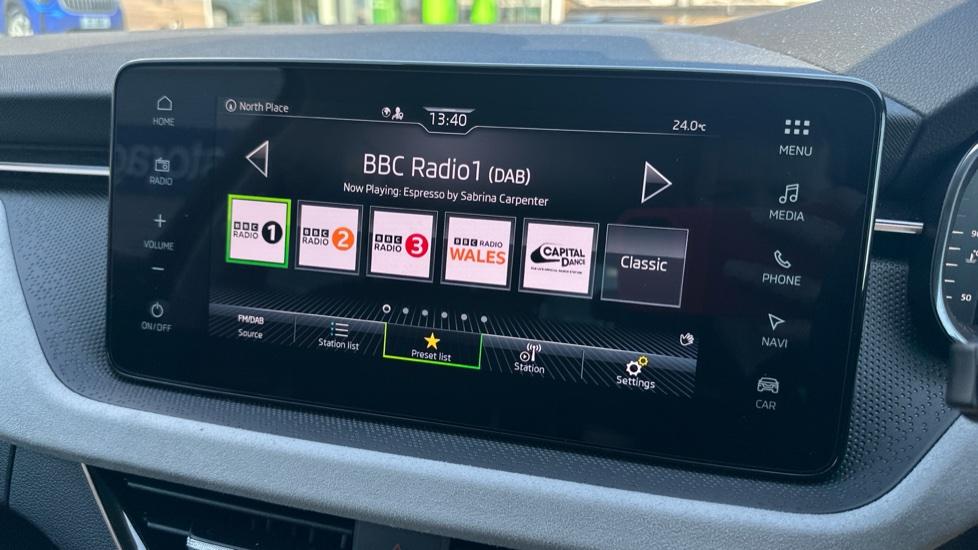 North Place
13:40
24.0°C
HOME
RADIO
VOLUME
ON/OFF
BBC Radio1 (DAB)
Now Playing: Espresso by Sabrina Carpenter
BBC RADIO 1
BBC RADIO 2
BBC RADIO 3
BBC RADIO WALES
CAPITAL DANCE
Classic
FM/DAB
Source
Station list
Preset list
Station
Settings
MENU
MEDIA
PHONE
NAVI
CAR
50